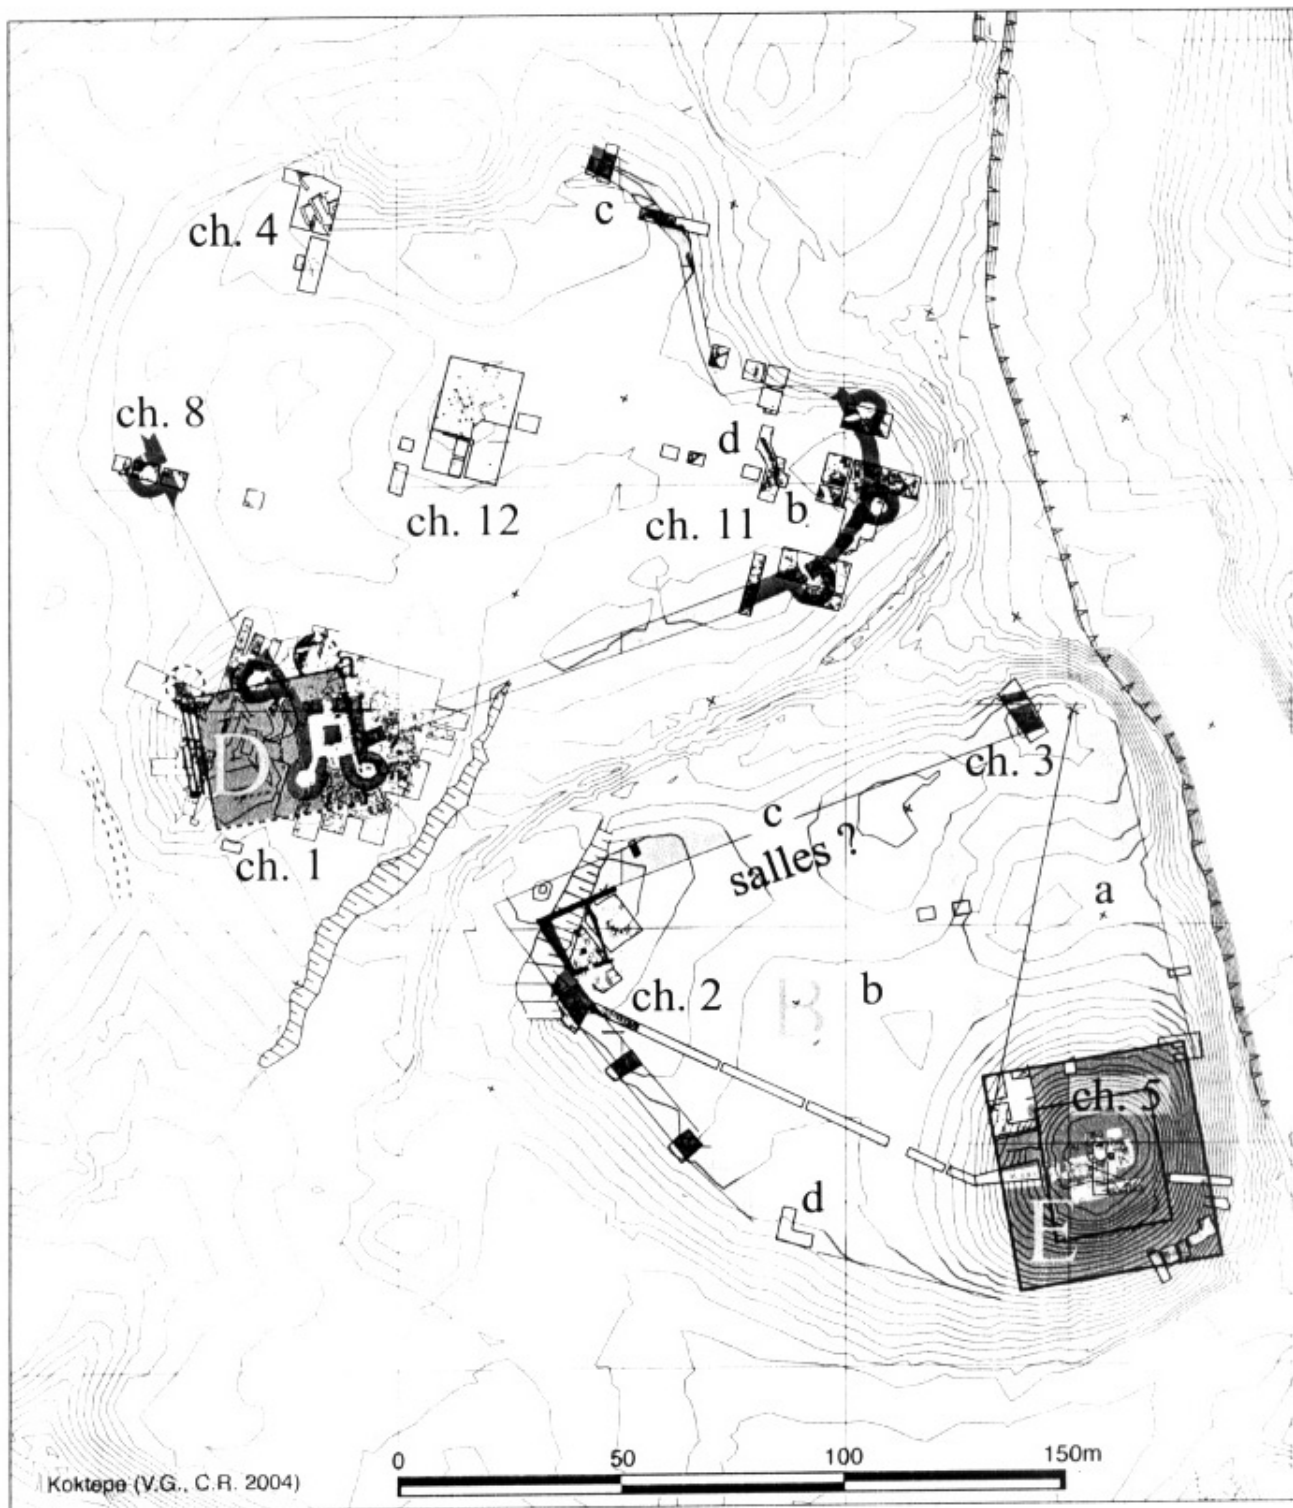 c
ch. 4
ch. 8
d
ch. 12
ch. 11
b
a
D
ch. 3
ch. 1
c
salles ?
a
ch. 2
B
b
ch. 5
d
E
0
50
100
150m
Koktepe (V.G., C.R. 2004)